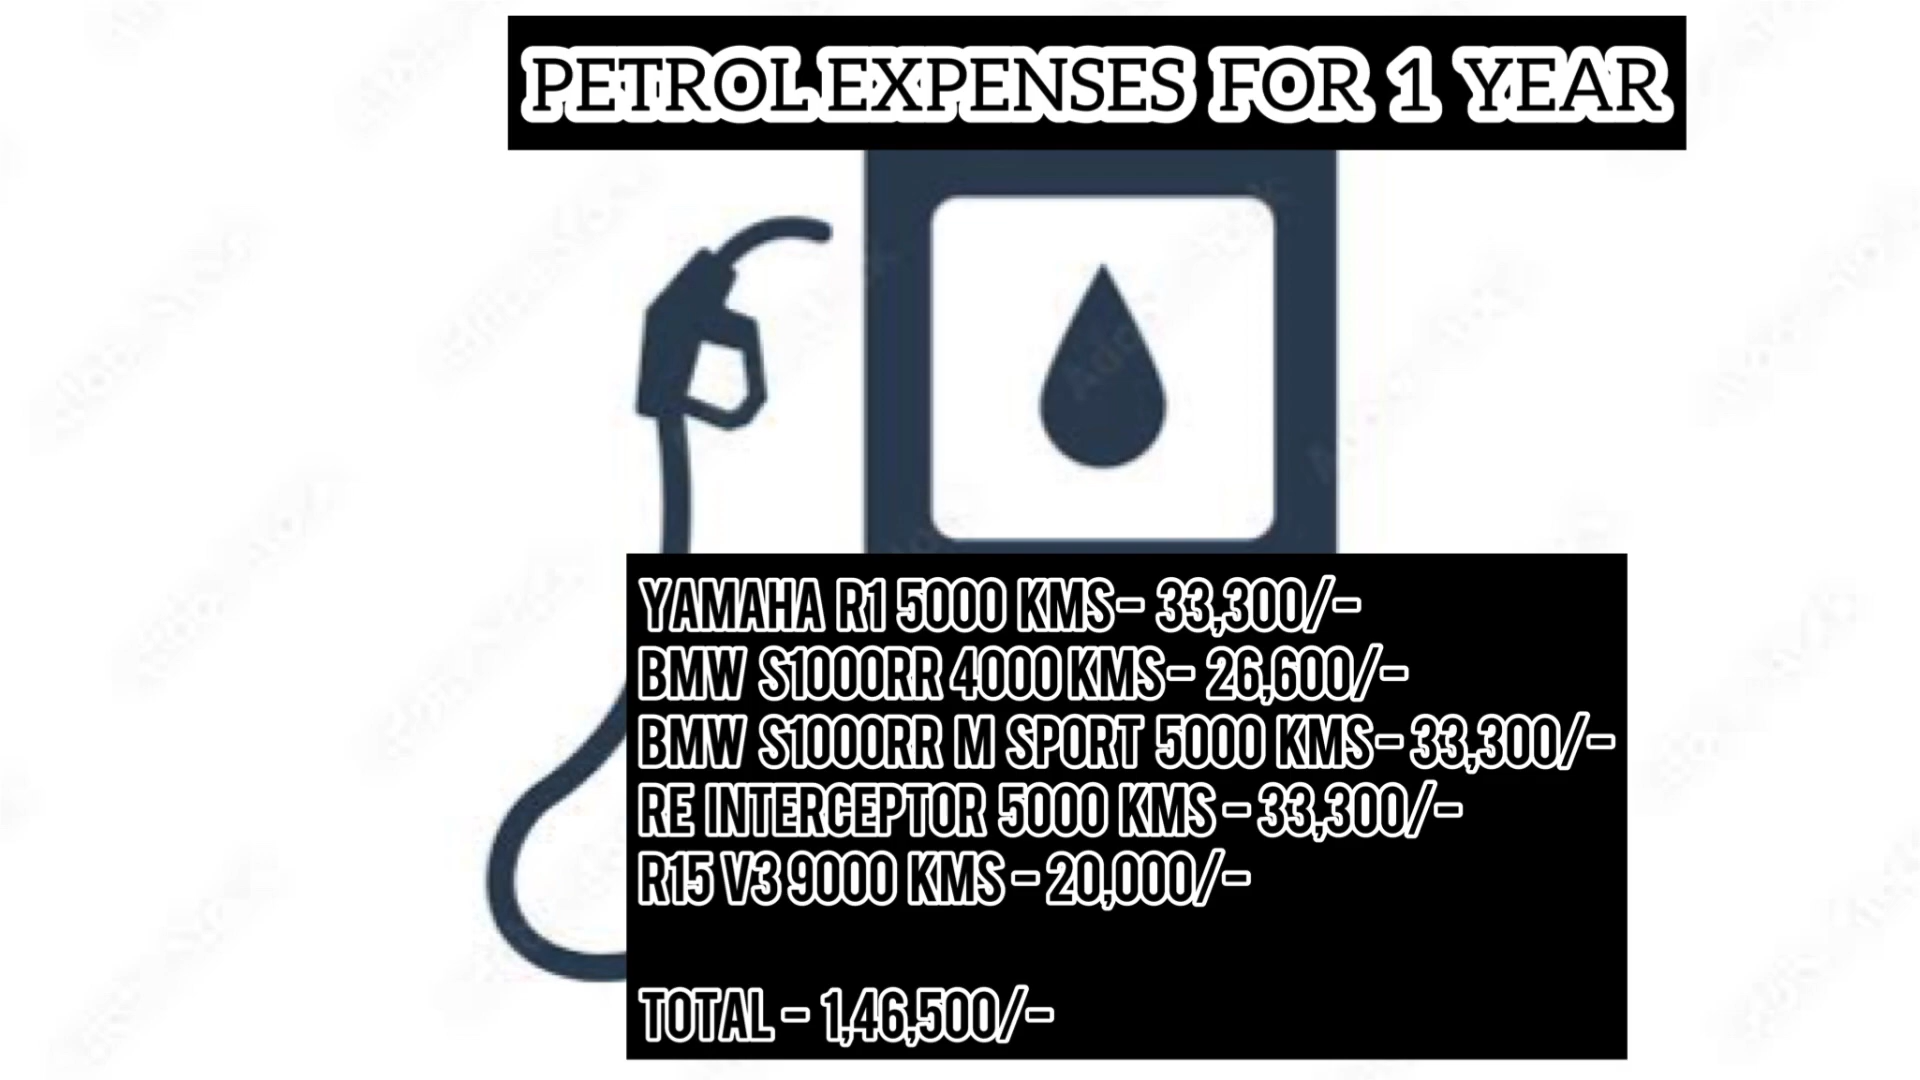 PETROL EXPENSES FOR 1 YEAR
YAMAHA R1 5000 KMS- 33,300/-
BMW S1000RR 4000 KMS- 26,600/-
BMW S1000RR M SPORT 5000 KMS- 33,300/-
RE INTERCEPTOR 5000 KMS - 33,300/-
R15 V3 9000 KMS - 20,000/-
TOTAL - 1,46,500/-